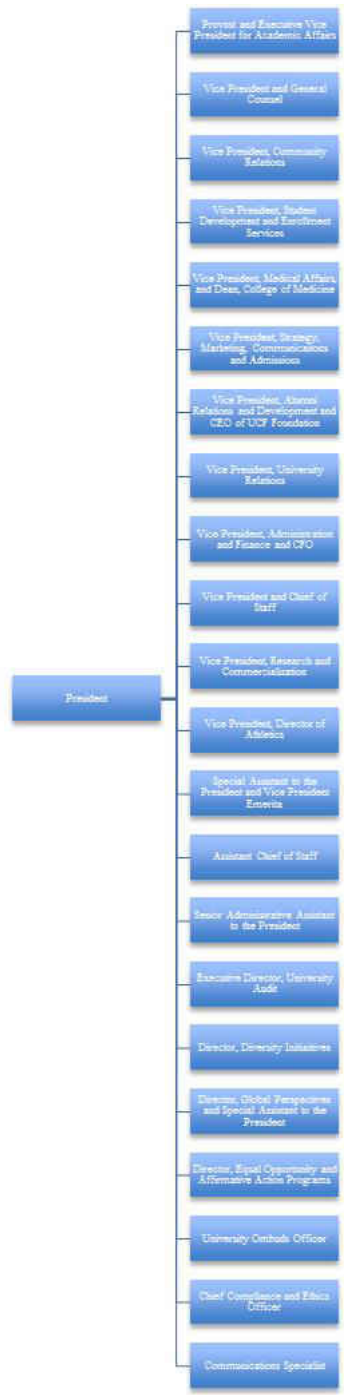 Provost and Executive Vice
President for Academic Affairs
Vice President and General
Counsel
Vice President, Community
Relations
Vice President, Student
Development and Enrollment
Services
Vice President, Medical Affairs,
and Dean, College of Medicine
Vice President, Strategy,
Marketing, Communications
and Admissions
Vice President, Alumni
Relations and Development and
CEO of UCF Foundation
Vice President, University
Relations
Vice President, Administration
and Finance and CFO
Vice President and Chief of
Staff
Vice President, Research and
Commercialization
President
Vice President, Director of
Athletics
Special Assistant to the
President and Vice President
Emerita
Assistant Chief of Staff
Senior Administrative Assistant
to the President
Executive Director, University
Audit
Director, Diversity Initiatives
Director, Global Perspectives
and Special Assistant to the
President
Director, Equal Opportunity and
Affirmative Action Programs
University Ombuds Officer
Chief Compliance and Ethics
Officer
Communications Specialist